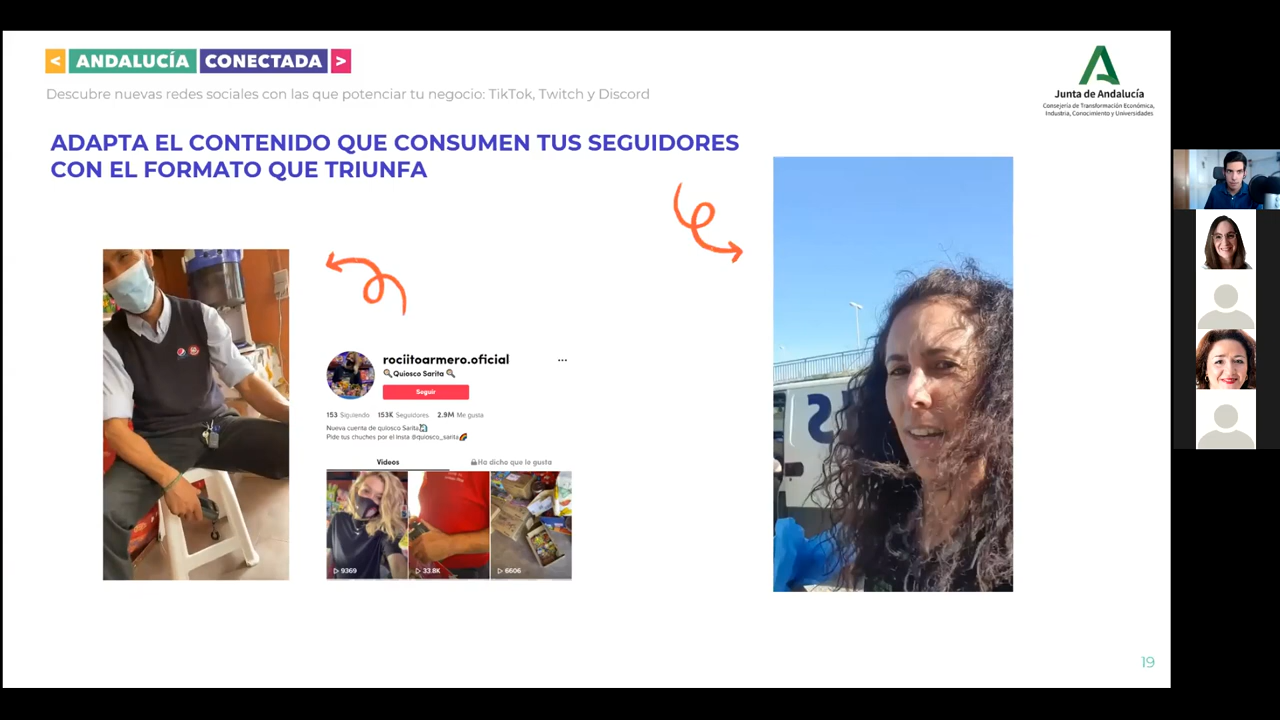 < ANDALUCÍA CONECTADA >
Descubre nuevas redes sociales con las que potenciar tu negocio: TikTok, Twitch y Discord
Junta de Andalucía
Consejería de Transformación Económica,
Industria, Conocimiento y Universidades
ADAPTA EL CONTENIDO QUE CONSUMEN TUS SEGUIDORES
CON EL FORMATO QUE TRIUNFA
rociitoarmero.oficial
...
🔍Quiosco Sarita 🔍
Seguir
153 Siguiendo 153K Seguidores 2.9M Me gusta
Nueva cuenta de quiosco Sarita
Pide tus chuches por el insta @quiosco_sarita🌈
Videos
Ha dicho que le gusta
9369
33.8K
6606
19